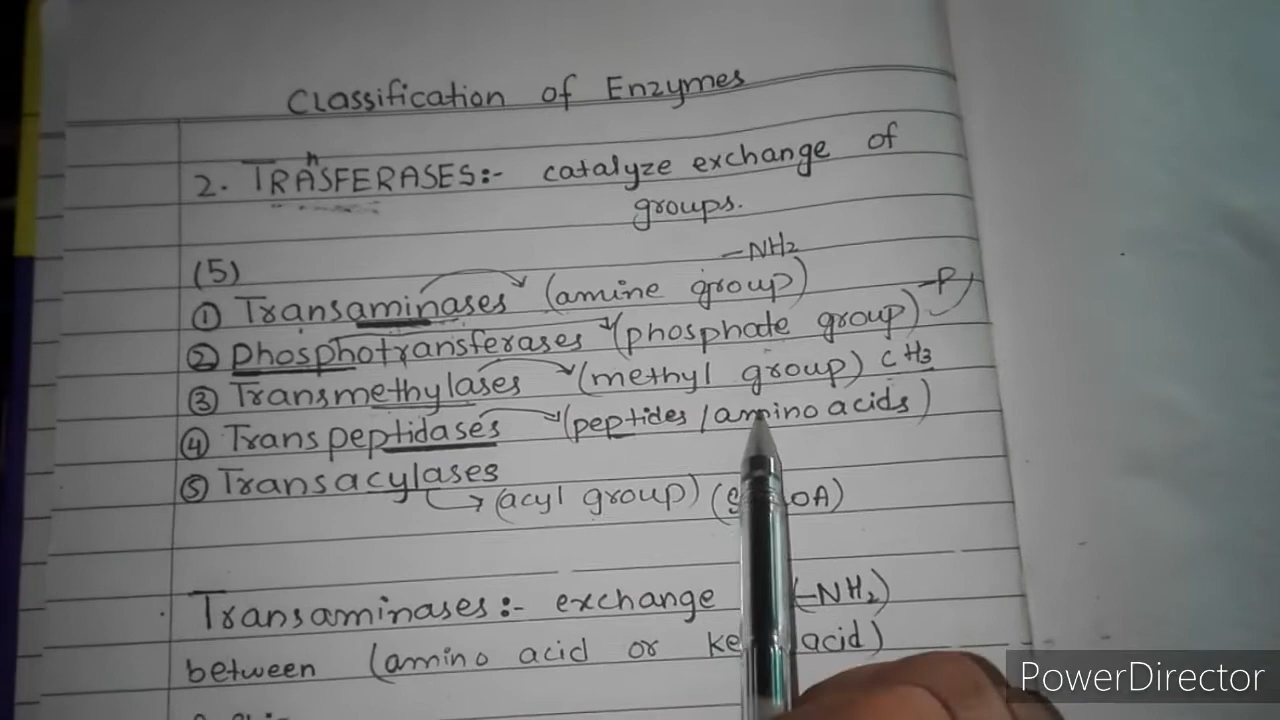 Classification of Enzymes
2. TRANSFERASES:- catalyze exchange of
groups.
(5)
-NH2
① Transaminases (amine group)
② Phosphotransferases (phosphate group) -P
③ Transmethylases (methyl group) CH3
④ Transpeptidases (peptides / amino acids)
⑤ Transacylases
(acyl group)
Transaminases:- exchange (-NH2)
between (amino acid or acid)
PowerDirector